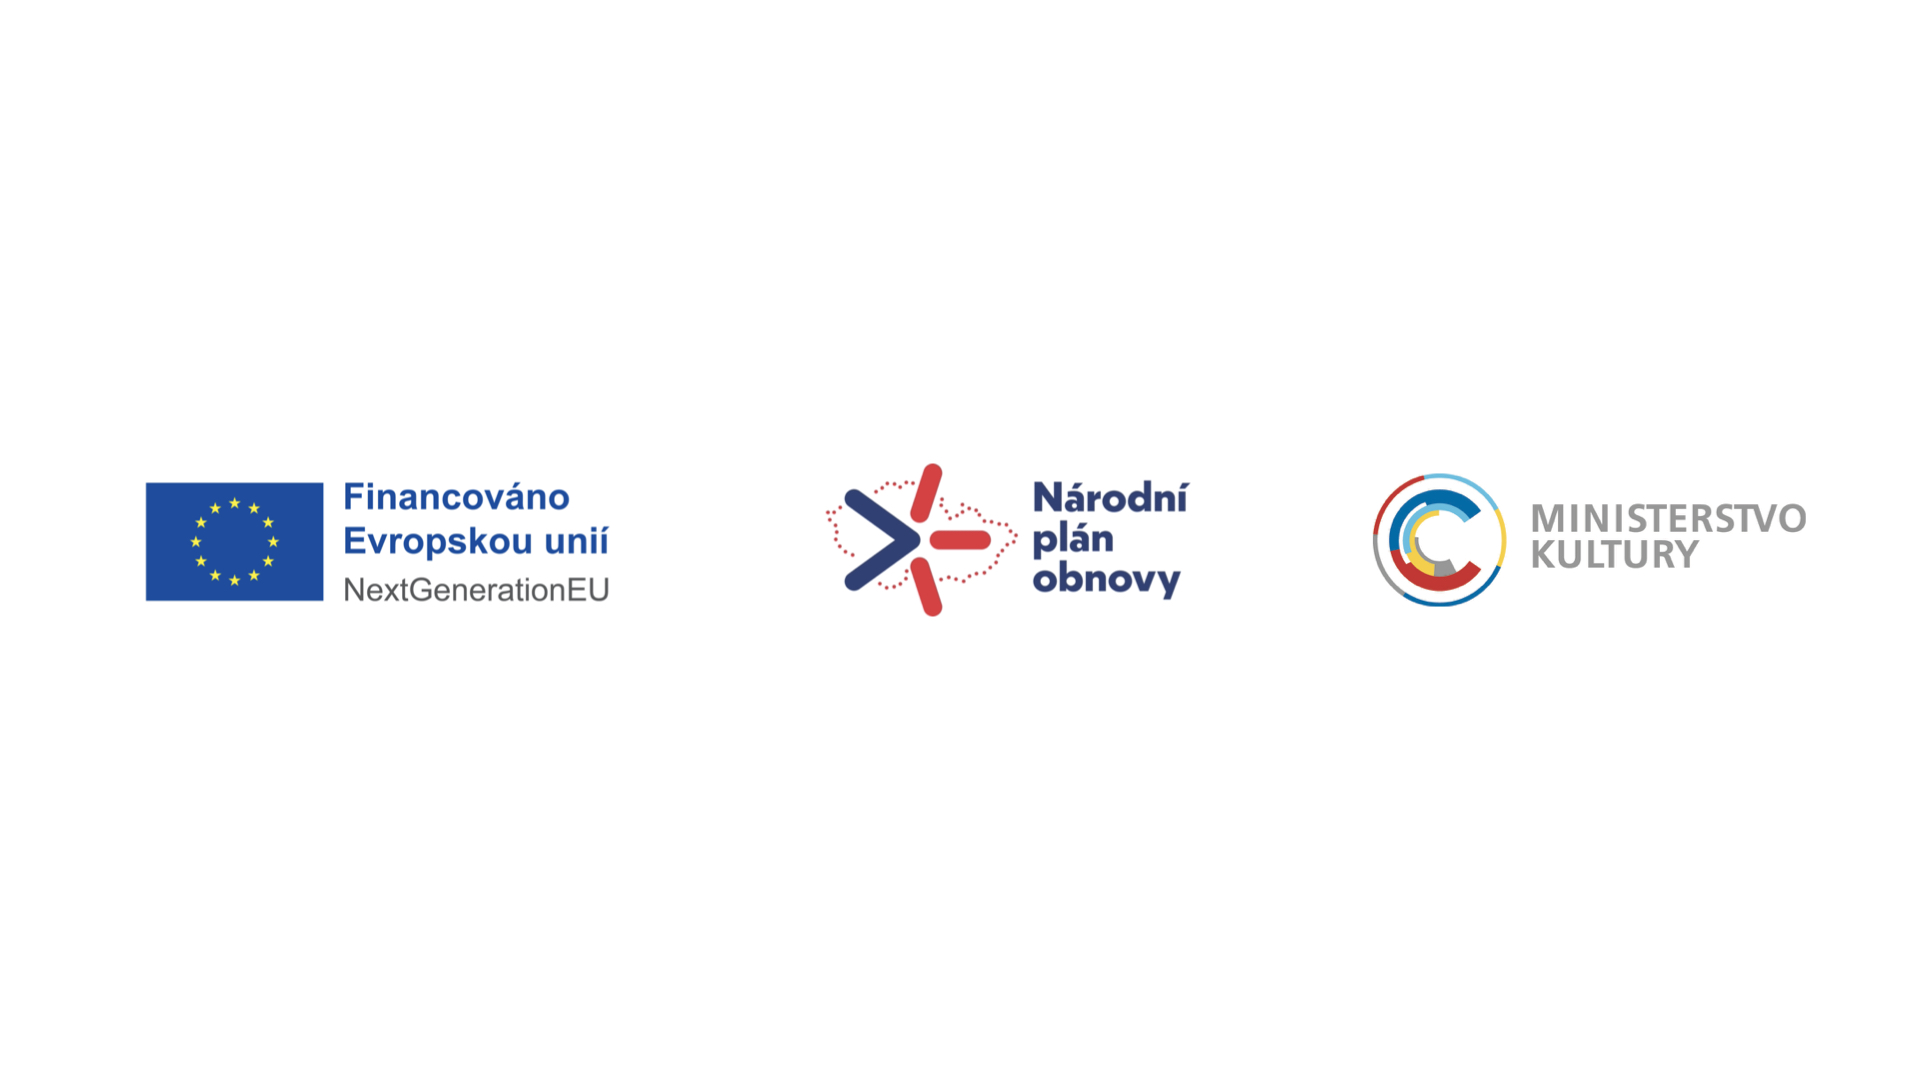 Financováno
Evropskou unií
NextGenerationEU
Národní
plán
obnovy
MINISTERSTVO
KULTURY